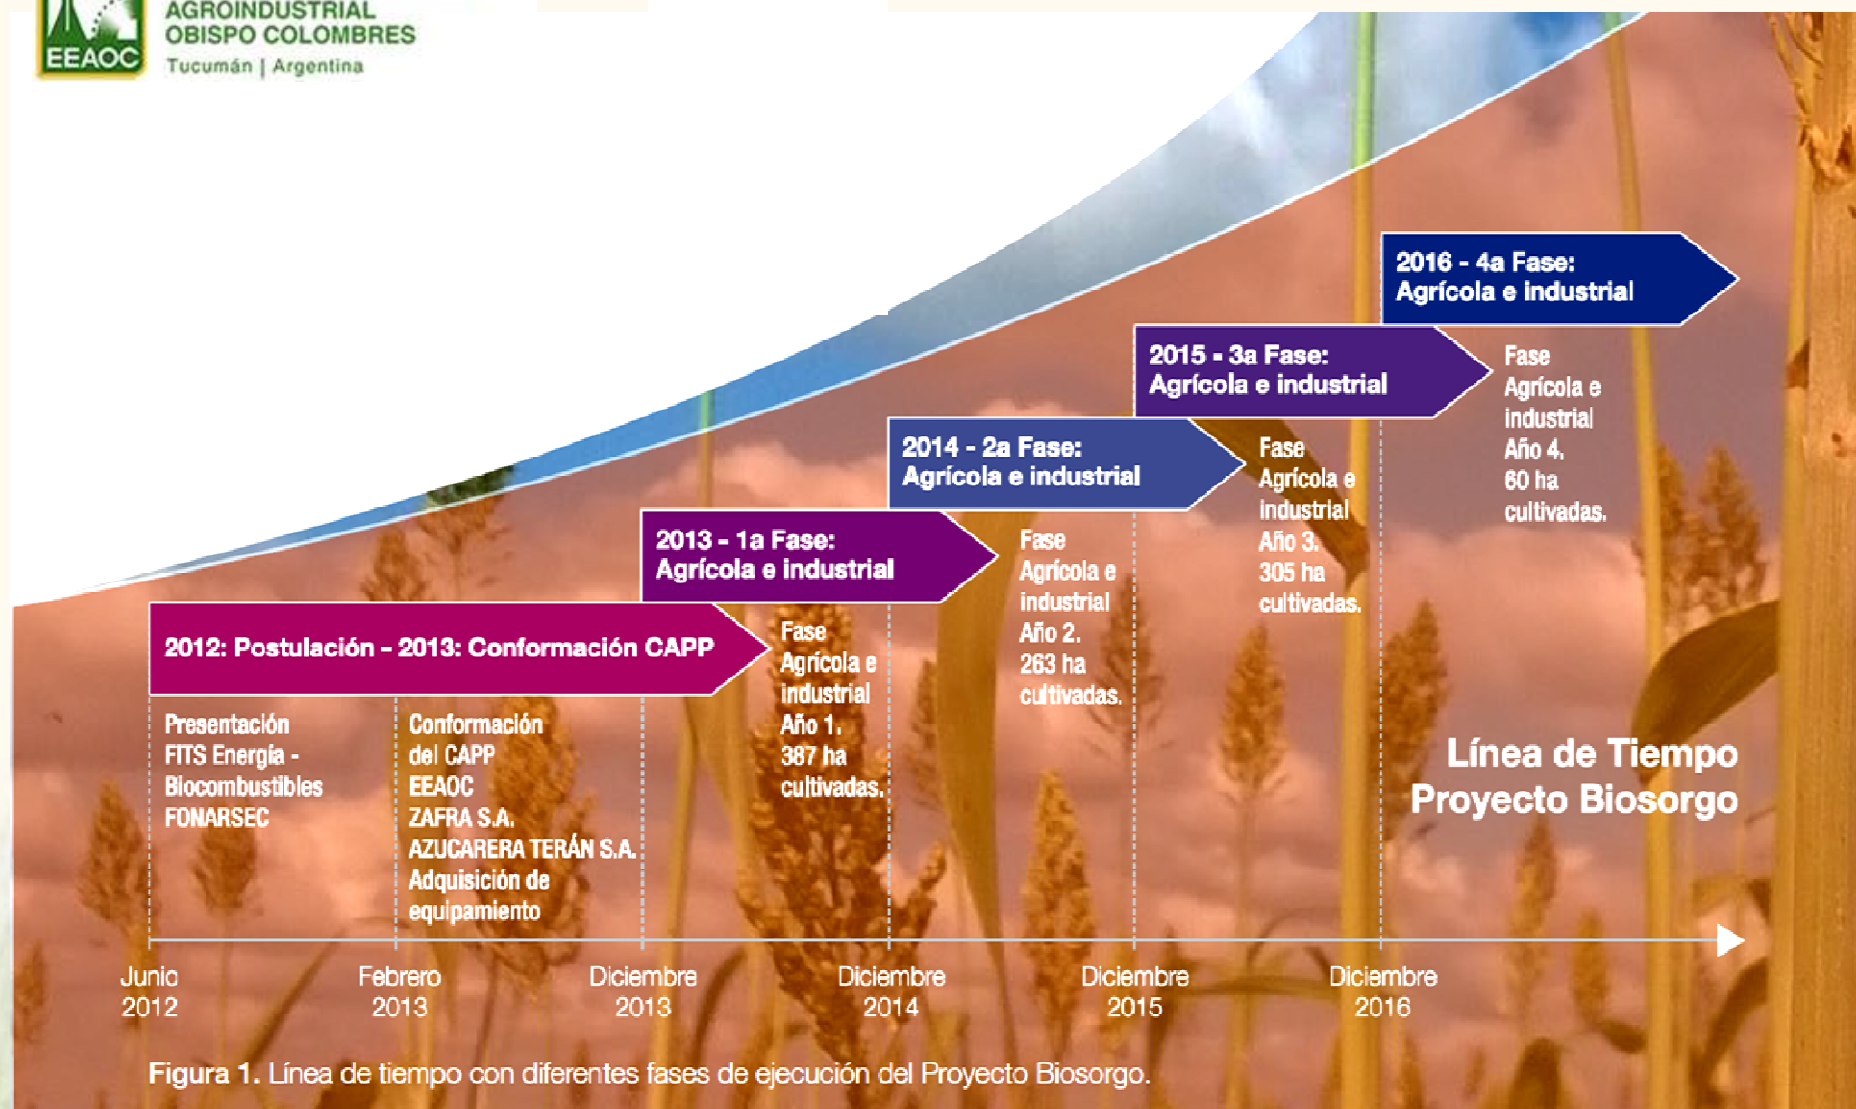 AGROINDUSTRIAL
OBISPO COLOMBRES
EEAOC
Tucumán | Argentina
2016 - 4a Fase:
Agrícola e industrial
2015 - 3a Fase:
Agrícola e industrial
Fase
Agrícola e
industrial
Año 4.
60 ha
cultivadas.
2014 - 2a Fase:
Agrícola e industrial
Fase
Agrícola e
industrial
Año 3.
305 ha
cultivadas.
2013 - 1a Fase:
Agrícola e industrial
Fase
Agrícola e
industrial
Año 2.
263 ha
cultivadas.
2012: Postulación - 2013: Conformación CAPP
Fase
Agrícola e
industrial
Año 1.
387 ha
cultivadas.
Presentación
FITS Energía -
Biocombustibles
FONARSEC
Conformación
del CAPP
EEAOC
ZAFRA S.A.
AZUCARERA TERÁN S.A.
Adquisición de
equipamiento
Línea de Tiempo
Proyecto Biosorgo
Junio
2012
Febrero
2013
Diciembre
2013
Diciembre
2014
Diciembre
2015
Diciembre
2016
Figura 1. Línea de tiempo con diferentes fases de ejecución del Proyecto Biosorgo.